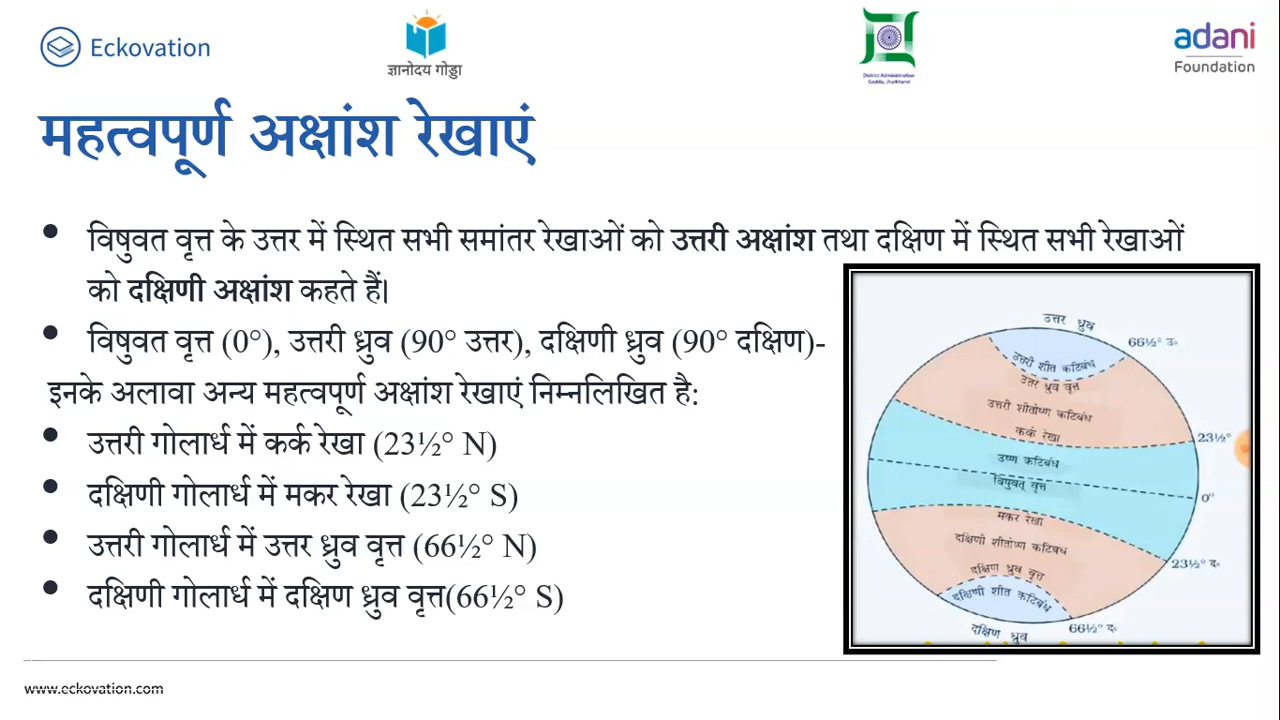 Eckovation
ज्ञानोदय गोड्डा
District Administration
Godda, Jharkhand
adani
Foundation
महत्वपूर्ण अक्षांश रेखाएं
• विषुवत वृत्त के उत्तर में स्थित सभी समांतर रेखाओं को उत्तरी अक्षांश तथा दक्षिण में स्थित सभी रेखाओं
को दक्षिणी अक्षांश कहते हैं।
• विषुवत वृत्त (0°), उत्तरी ध्रुव (90° उत्तर), दक्षिणी ध्रुव (90° दक्षिण)-
इनके अलावा अन्य महत्वपूर्ण अक्षांश रेखाएं निम्नलिखित है:
• उत्तरी गोलार्ध में कर्क रेखा (23½° N)
• दक्षिणी गोलार्ध में मकर रेखा (23½° S)
• उत्तरी गोलार्ध में उत्तर ध्रुव वृत्त (66½° N)
• दक्षिणी गोलार्ध में दक्षिण ध्रुव वृत्त(66½° S)
उत्तर ध्रुव
66½° उ॰
उत्तरी शीत कटिबंध
उत्तर ध्रुव वृत्त
उत्तरी शीतोष्ण कटिबंध
कर्क रेखा
23½°
उष्ण कटिबंध
विषुवत् वृत्त
0°
मकर रेखा
दक्षिणी शीतोष्ण कटिबंध
23½° द॰
दक्षिण ध्रुव वृत्त
दक्षिणी शीत कटिबंध
66½° द॰
दक्षिण ध्रुव
www.eckovation.com